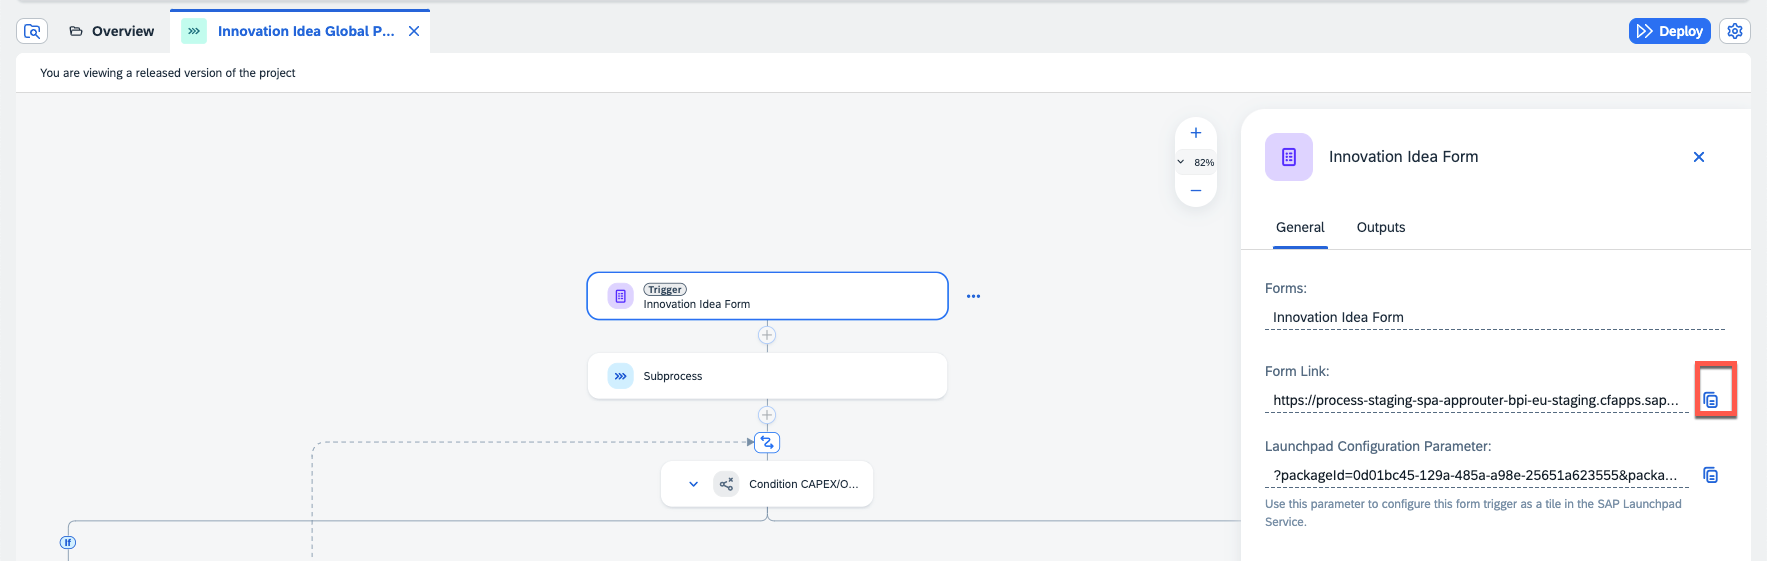 Overview
Innovation Idea Global P...
Deploy
You are viewing a released version of the project
82%
Innovation Idea Form
General
Outputs
Trigger
Innovation Idea Form
Forms:
Innovation Idea Form
Subprocess
Form Link:
https://process-staging-spa-approuter-bpi-eu-staging.cfapps.sap...
Launchpad Configuration Parameter:
?packageId=0d01bc45-129a-485a-a98e-25651a623555&packa...
Condition CAPEX/O...
Use this parameter to configure this form trigger as a tile in the SAP Launchpad
Service.
If